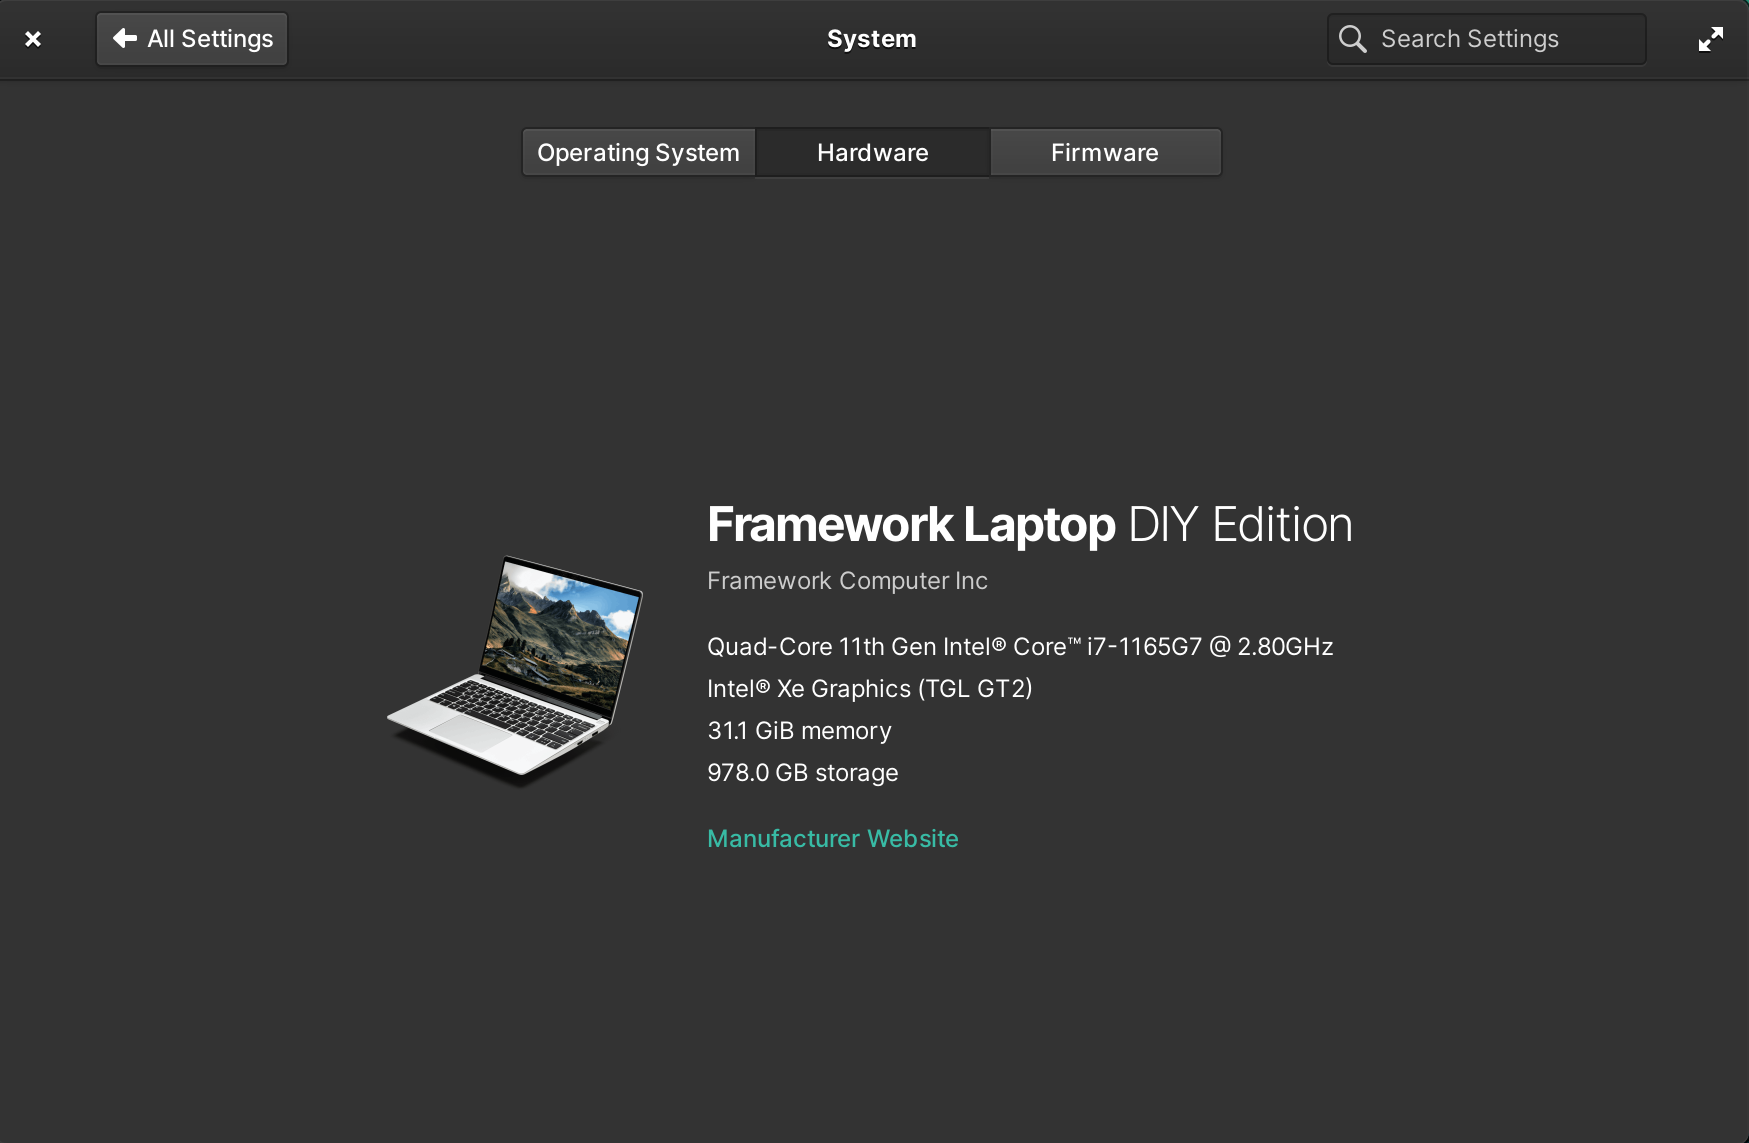 All Settings
System
Search Settings
Operating System
Hardware
Firmware
Framework Laptop DIY Edition
Framework Computer Inc
Quad-Core 11th Gen Intel® Core™ i7-1165G7 @ 2.80GHz
Intel® Xe Graphics (TGL GT2)
31.1 GiB memory
978.0 GB storage
Manufacturer Website